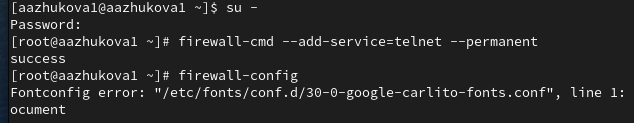 [aazhukova1@aazhukova1 ~]$ su -
Password:
[root@aazhukova1 ~]# firewall-cmd --add-service=telnet --permanent
success
[root@aazhukova1 ~]# firewall-config
Fontconfig error: "/etc/fonts/conf.d/30-0-google-carlito-fonts.conf", line 1:
ocument